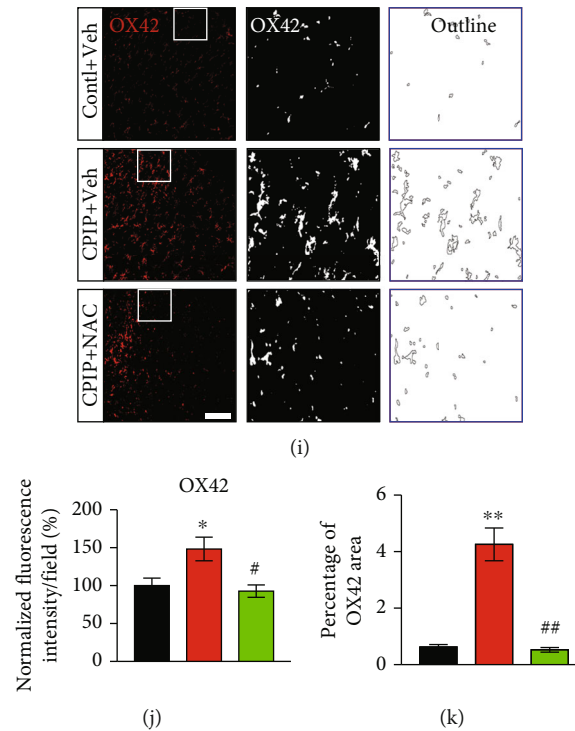 OX42 OX42 Outline
Contl+Veh
CPIP+Veh
CPIP+NAC
(i)
OX42
Normalized fluorescence
intensity/field (%)
200
150
100
50
0
*
#
(j)
Percentage of
OX42 area
6
4
2
0
**
##
(k)